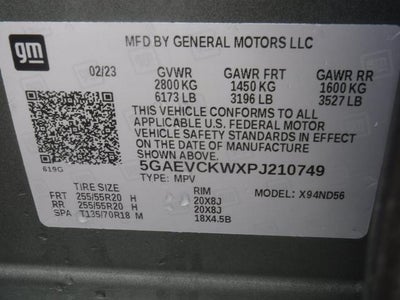 gm
MFD BY GENERAL MOTORS LLC
02/23 GVWR GAWR FRT GAWR RR
2800 KG 1450 KG 1600 KG
6173 LB 3196 LB 3527 LB
THIS VEHICLE CONFORMS TO ALL
APPLICABLE U.S. FEDERAL MOTOR
VEHICLE SAFETY STANDARDS IN EFFECT
ON THE DATE OF MANUFACTURE
SHOWN ABOVE.
619G
5GAEVCKWXPJ210749
TYPE: MPV
TIRE SIZE RIM MODEL: X94ND56
FRT 255/55R20 H 20X8J
RR 255/55R20 H 20X8J
SPA T135/70R18 M 18X4.5B